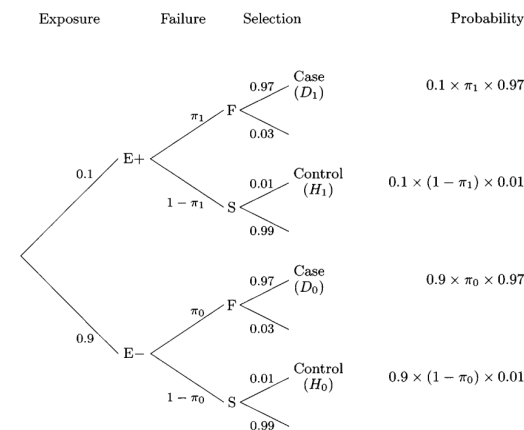 Exposure Failure Selection Probability
0.97 Case
(D₁) 0.1 × π₁ × 0.97
π₁ F
0.03
E+
0.1 0.01 Control
(H₁) 0.1 × (1 − π₁) × 0.01
1 − π₁ S
0.99
0.97 Case
(D₀) 0.9 × π₀ × 0.97
π₀ F
0.03
0.9 E−
0.01 Control
(H₀) 0.9 × (1 − π₀) × 0.01
1 − π₀ S
0.99